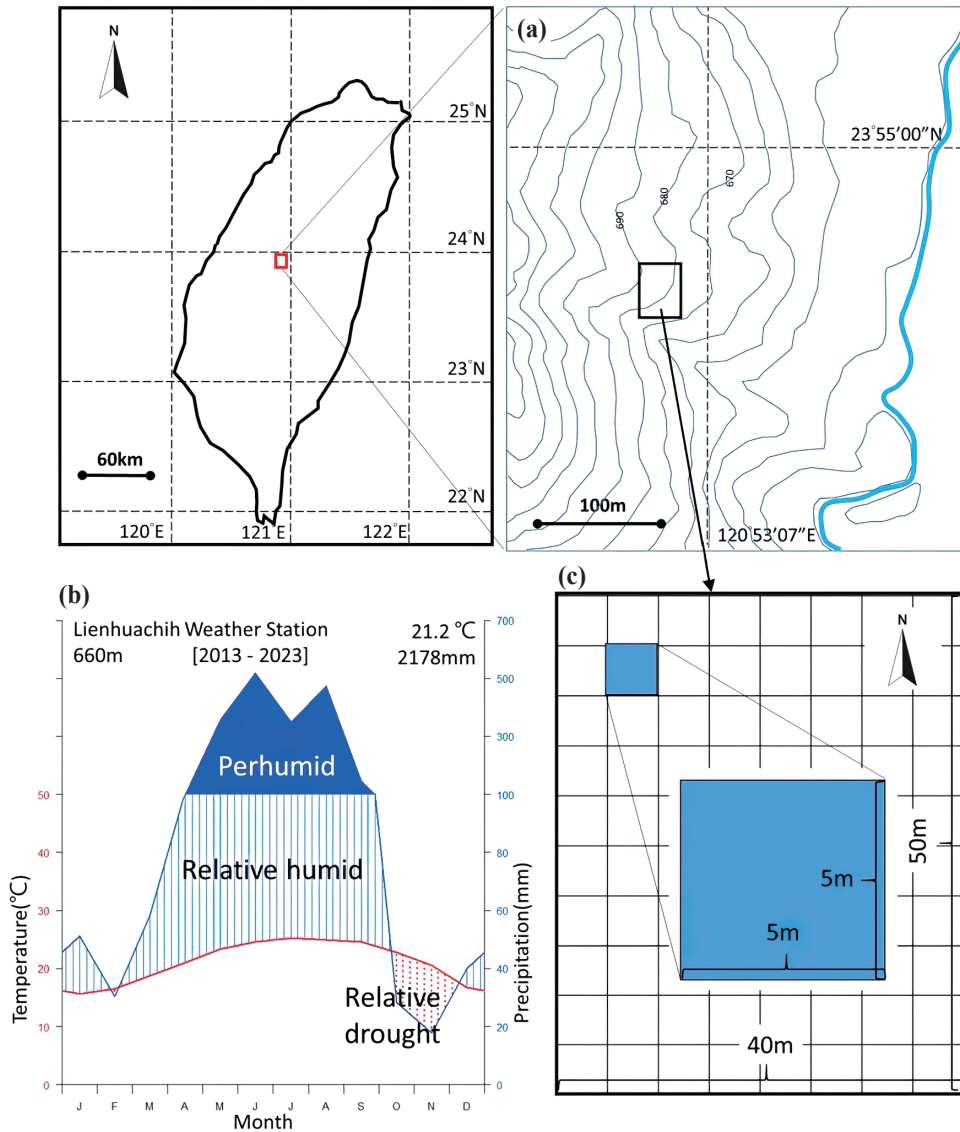 N
25°N
24°N
23°N
22°N
60km
120°E
121°E
122°E
(a)
23°55'00”N
670
680
690
100m
120°53'07”E
(b)
Lienhuachih Weather Station
21.2 ℃
660m
[2013 - 2023]
2178mm
700
500
300
100
80
60
40
20
0
50
40
30
20
10
0
Perhumid
Relative humid
Relative
drought
Temperature(℃)
Precipitation(mm)
J F M A M J J A S O N D
Month
(c)
N
50m
5m
5m
40m